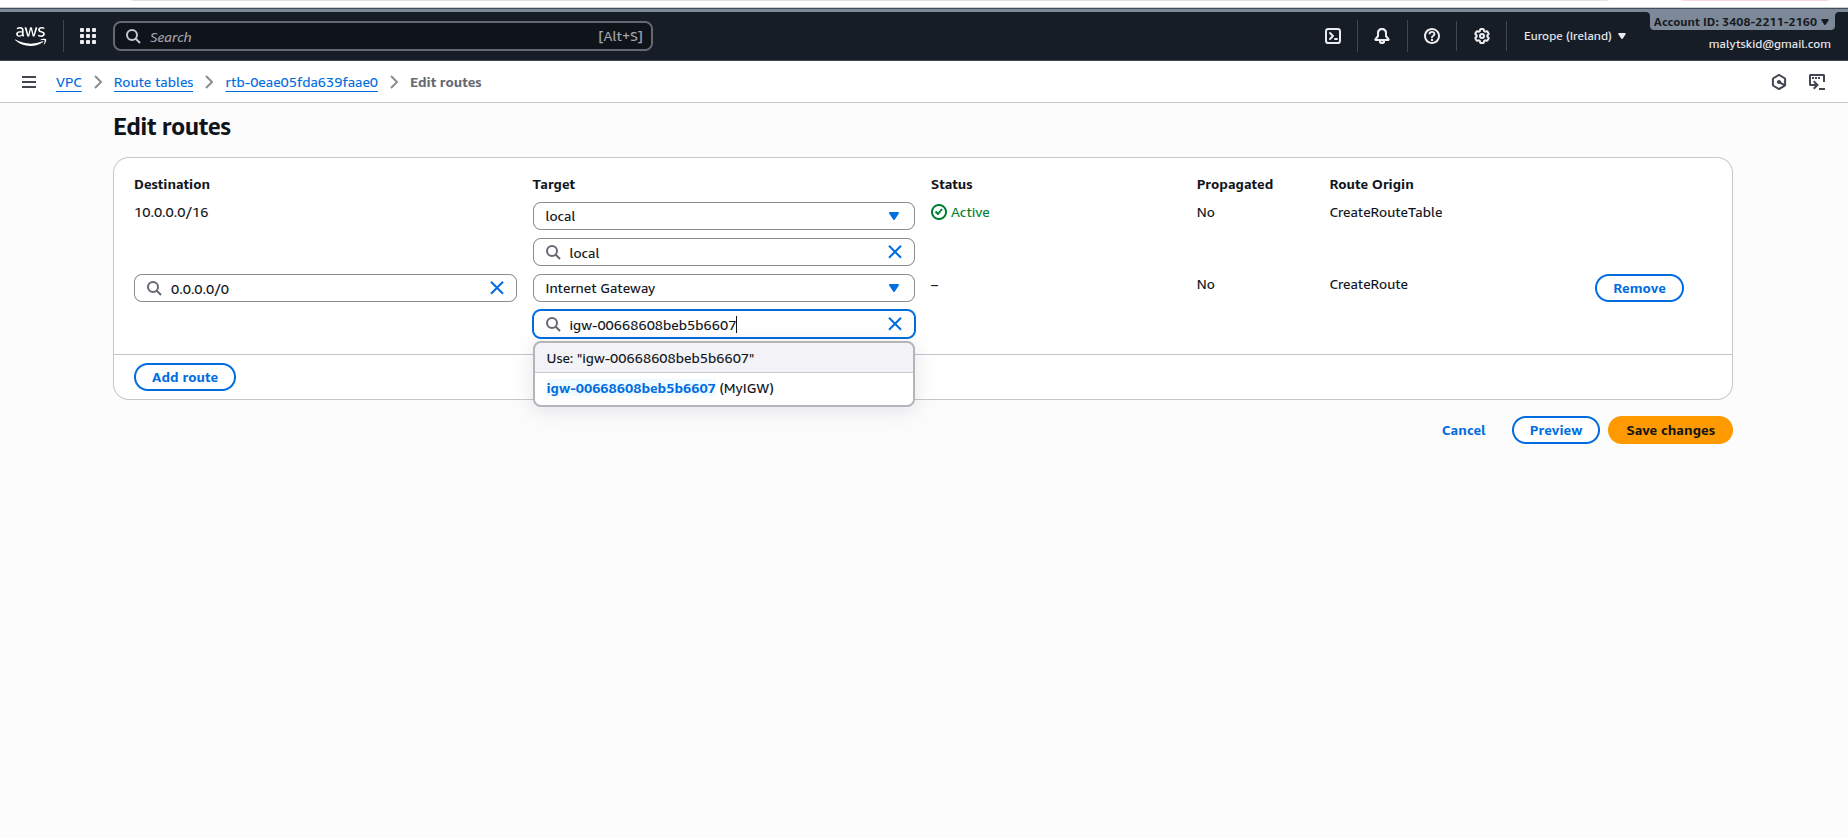 aws
Search [Alt+S]
Europe (Ireland)
Account ID: 3408-2211-2160
malytskid@gmail.com
VPC Route tables rtb-0eae05fda639faae0 Edit routes
Edit routes
Destination Target Status Propagated Route Origin
10.0.0.0/16 local Active No CreateRouteTable
local
0.0.0.0/0 Internet Gateway – No CreateRoute Remove
igw-00668608beb5b6607
Use: "igw-00668608beb5b6607"
Add route
igw-00668608beb5b6607 (MyIGW)
Cancel Preview Save changes